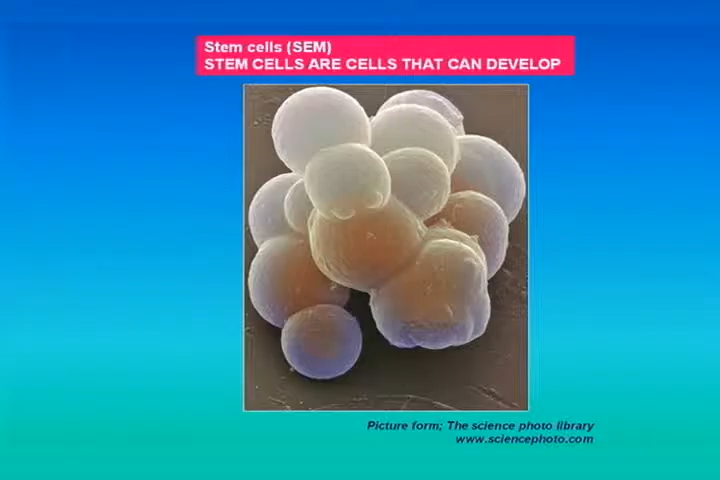 Stem cells (SEM)
STEM CELLS ARE CELLS THAT CAN DEVELOP
Picture form; The science photo library
www.sciencephoto.com